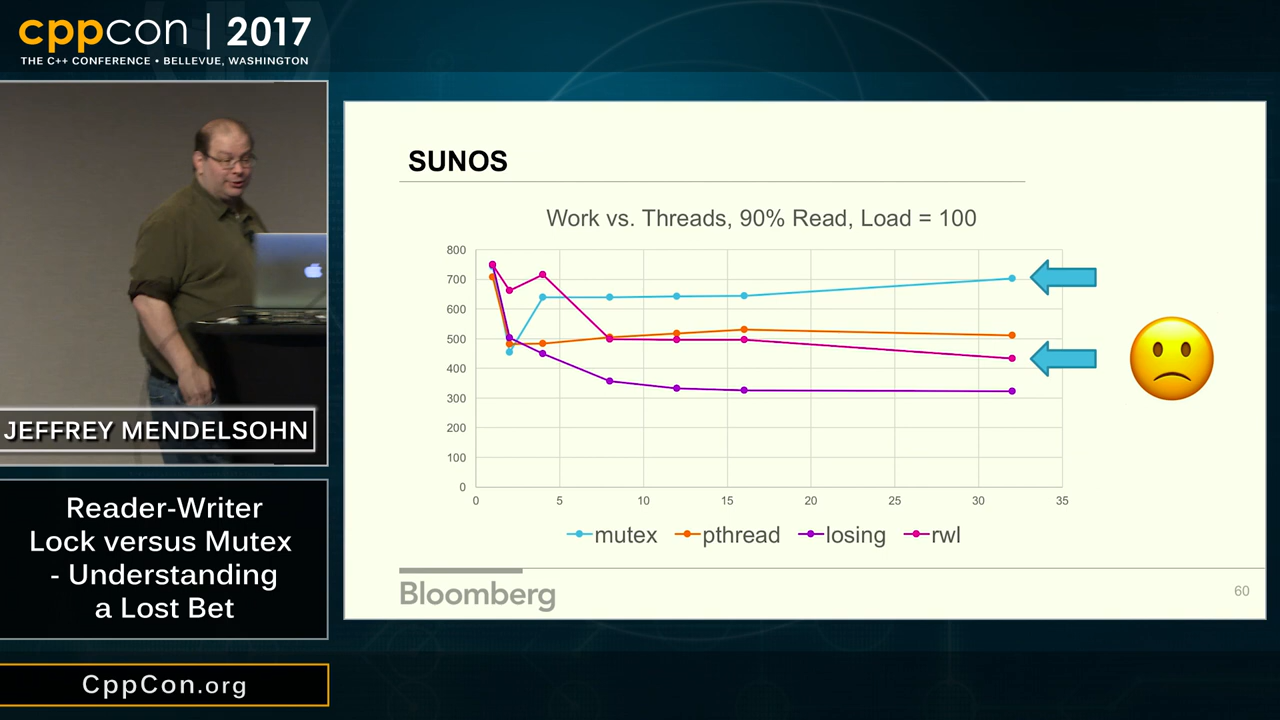 cppcon | 2017
THE C++ CONFERENCE • BELLEVUE, WASHINGTON
JEFFREY MENDELSOHN
Reader-Writer
Lock versus Mutex
- Understanding
a Lost Bet
CppCon.org
SUNOS
Work vs. Threads, 90% Read, Load = 100
800
700
600
500
400
300
200
100
0
0 5 10 15 20 25 30 35
mutex pthread losing rwl
Bloomberg
60